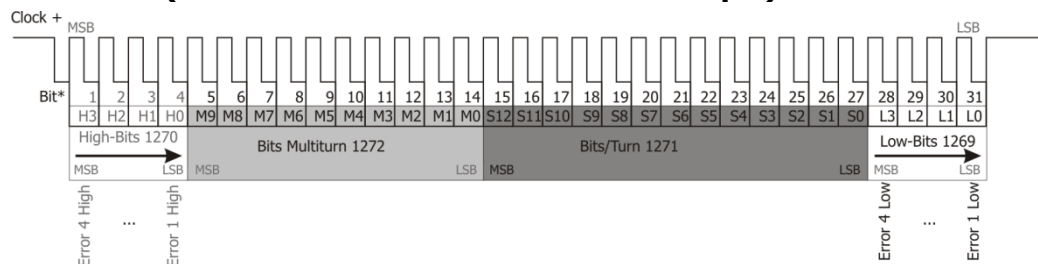 Clock +
MSB
LSB
Bit* 1 2 3 4 5 6 7 8 9 10 11 12 13 14 15 16 17 18 19 20 21 22 23 24 25 26 27 28 29 30 31
H3 H2 H1 H0 M9 M8 M7 M6 M5 M4 M3 M2 M1 M0 S12 S11 S10 S9 S8 S7 S6 S5 S4 S3 S2 S1 S0 L3 L2 L1 L0
High-Bits 1270 Bits Multiturn 1272 Bits/Turn 1271 Low-Bits 1269
MSB LSB MSB LSB MSB LSB MSB LSB
Error 4 High ... Error 1 High Error 4 Low ... Error 1 Low